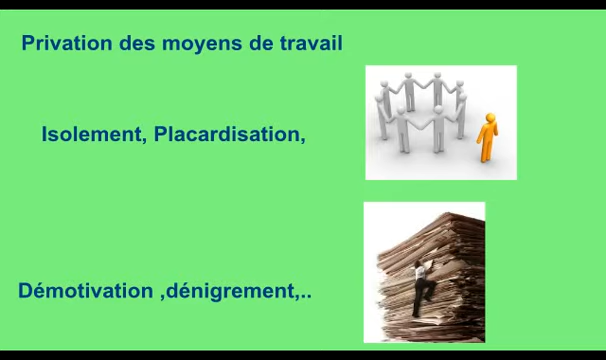 Privation des moyens de travail
Isolement, Placardisation,
Démotivation ,dénigrement,..